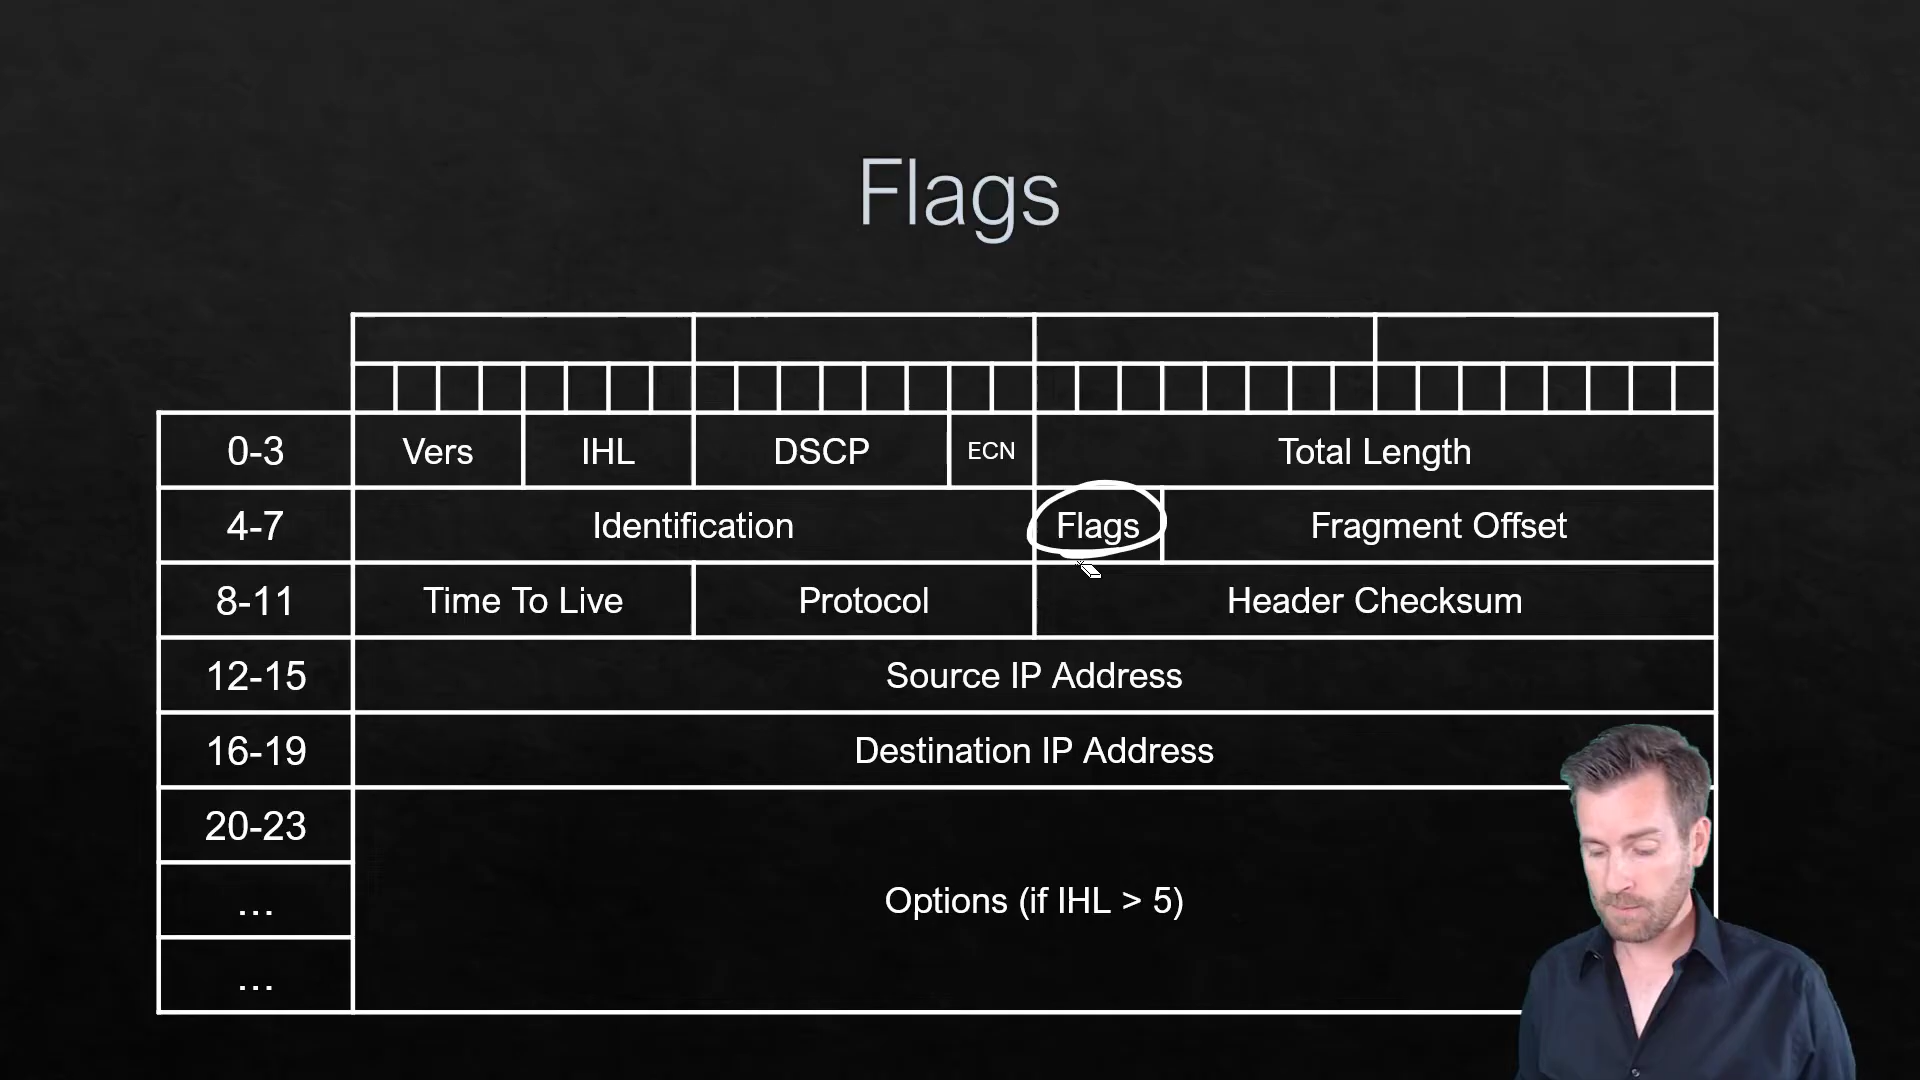 Flags
0-3 Vers IHL DSCP ECN Total Length
4-7 Identification Flags Fragment Offset
8-11 Time To Live Protocol Header Checksum
12-15 Source IP Address
16-19 Destination IP Address
20-23
... Options (if IHL > 5)
...